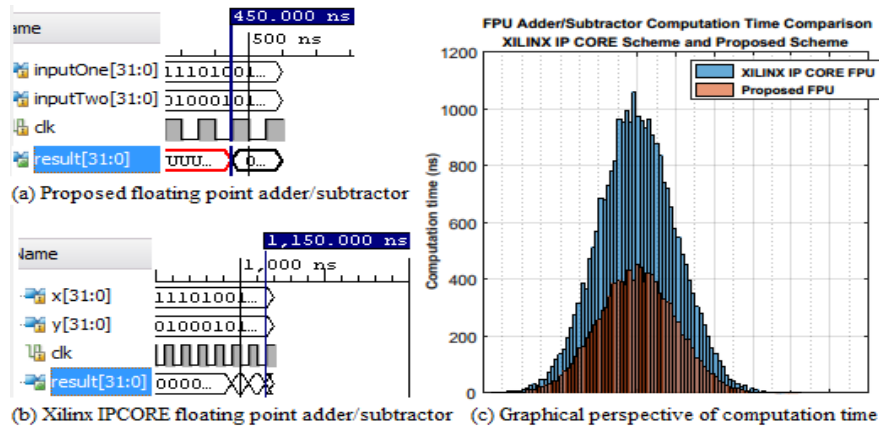 450.000 ns
ame
500 ns
inputOne[31:0]
11101001...
inputTwo[31:0]
01000101...
clk
result[31:0]
UUU...
0...
(a) Proposed floating point adder/subtractor
1,150.000 ns
Name
1,000 ns
x[31:0]
11101001...
y[31:0]
01000101...
clk
result[31:0]
0000...
(b) Xilinx IPCORE floating point adder/subtractor
FPU Adder/Subtractor Computation Time Comparison
XILINX IP CORE Scheme and Proposed Scheme
XILINX IP CORE FPU
Proposed FPU
Computation time (ns)
1200
1000
800
600
400
200
0
(c) Graphical perspective of computation time